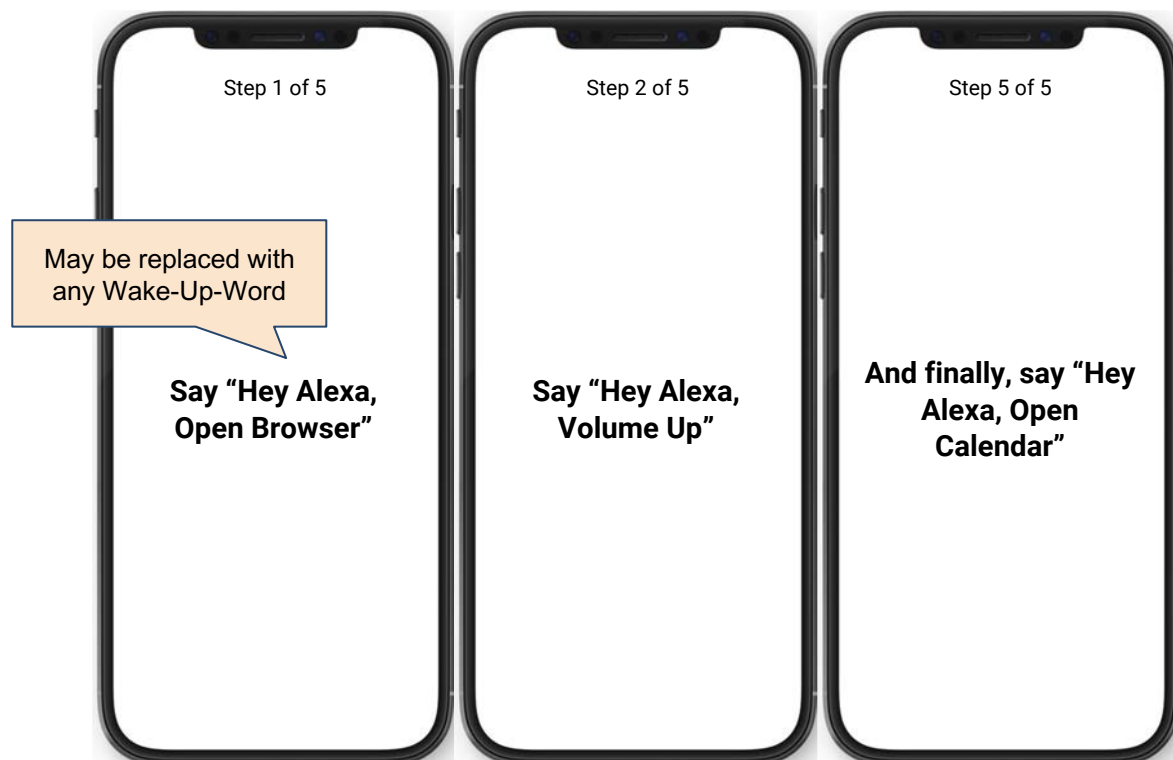 Step 1 of 5
May be replaced with
any Wake-Up-Word
Say “Hey Alexa,
Open Browser”
Step 2 of 5
Say “Hey Alexa,
Volume Up”
Step 5 of 5
And finally, say “Hey
Alexa, Open
Calendar”